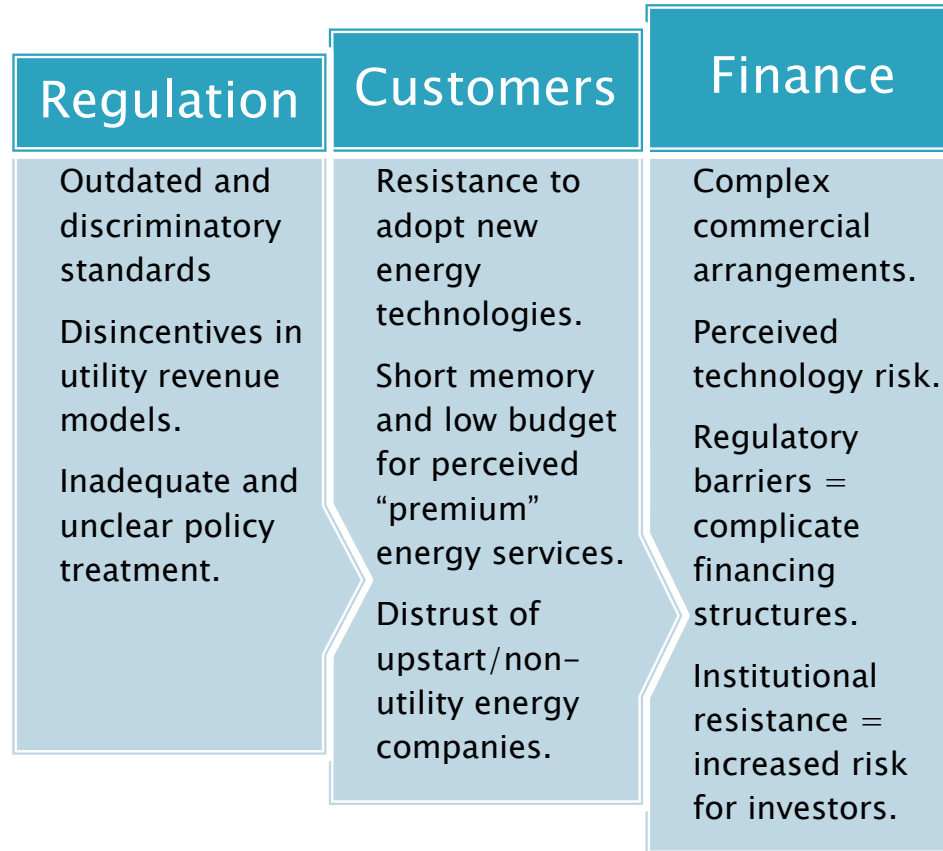 Regulation
Outdated and
discriminatory
standards
Disincentives in
utility revenue
models.
Inadequate and
unclear policy
treatment.
Customers
Resistance to
adopt new
energy
technologies.
Short memory
and low budget
for perceived
“premium”
energy services.
Distrust of
upstart/non-
utility energy
companies.
Finance
Complex
commercial
arrangements.
Perceived
technology risk.
Regulatory
barriers =
complicate
financing
structures.
Institutional
resistance =
increased risk
for investors.